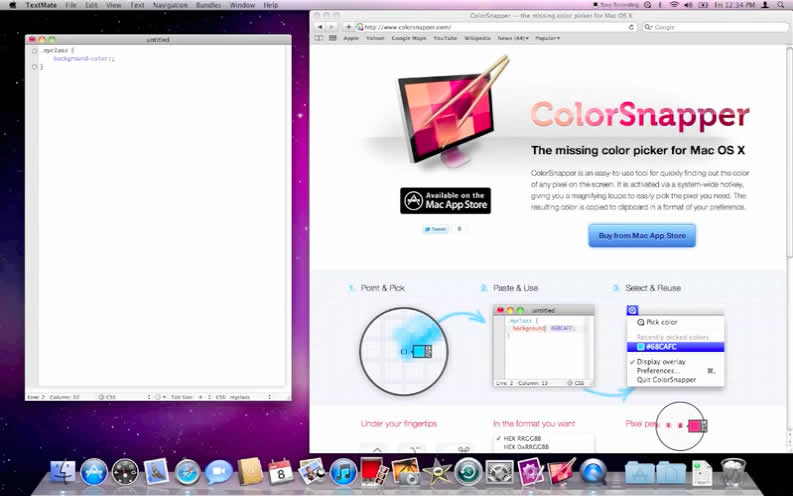 TextMate File Edit View Text Navigation Bundles Window Help
Fri 12:34 PM
untitled
.myclass {
background-color:;
}
Line: 2 Column: 22 CSS Tab Size: 4 CSS: .myclass
ColorSnapper — the missing color picker for Mac OS X
http://www.colorsnapper.com/
Google
Apple Yahoo! Google Maps YouTube Wikipedia News (44) Popular
ColorSnapper
The missing color picker for Mac OS X
ColorSnapper is an easy-to-use tool for quickly finding out the color
of any pixel on the screen. It is activated via a system-wide hotkey,
giving you a magnifying loupe to easily pick the pixel you need. The
resulting color is copied to clipboard in a format of your preference.
Available on the
Mac App Store
Tweet 0
Buy from Mac App Store
1. Point & Pick
2. Paste & Use
untitled
.myclass {
background: #68CAFC;
}
Line: 2 Column: 13 CSS
3. Select & Reuse
Pick color
Recently picked colors
#68CAFC
✓ Display overlay
Preferences... ⌘,
Quit ColorSnapper
Under your fingertips
In the format you want
✓ HEX RRGGBB
HEX 0xRRGGBB
Pixel
8